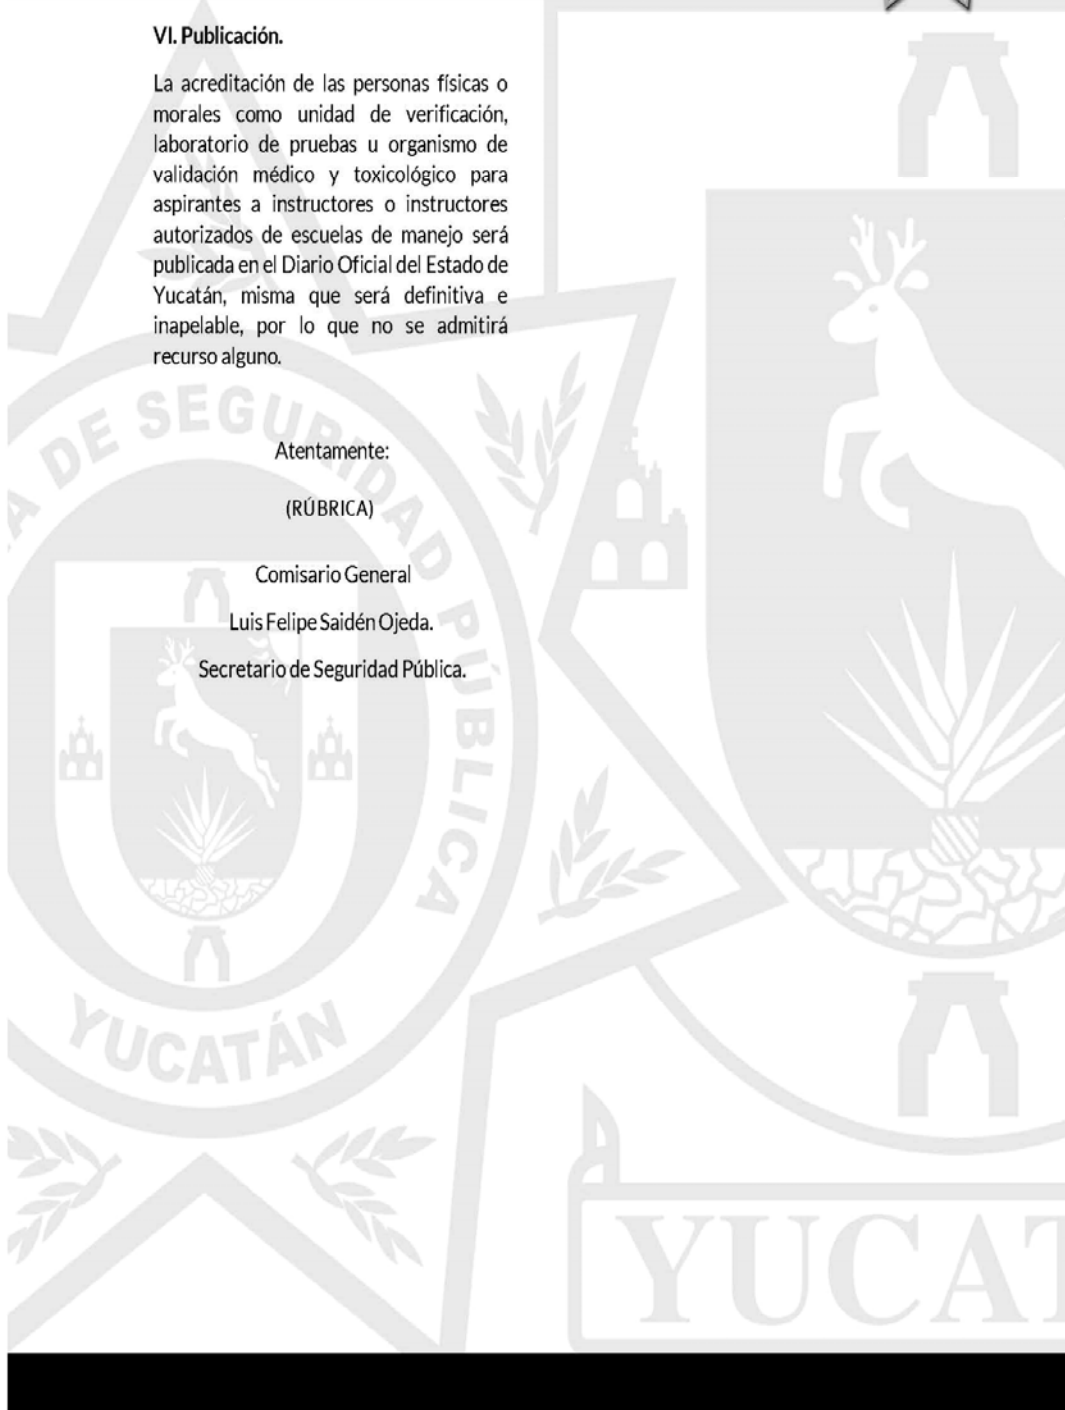 VI. Publicación.
La acreditación de las personas físicas o
morales como unidad de verificación,
laboratorio de pruebas u organismo de
validación médico y toxicológico para
aspirantes a instructores o instructores
autorizados de escuelas de manejo será
publicada en el Diario Oficial del Estado de
Yucatán, misma que será definitiva e
inapelable, por lo que no se admitirá
recurso alguno.
Atentamente:
(RÚBRICA)
Comisario General
Luis Felipe Saidén Ojeda.
Secretario de Seguridad Pública.
DE SEGURIDAD PÚBLICA
YUCATÁN
YUCAT